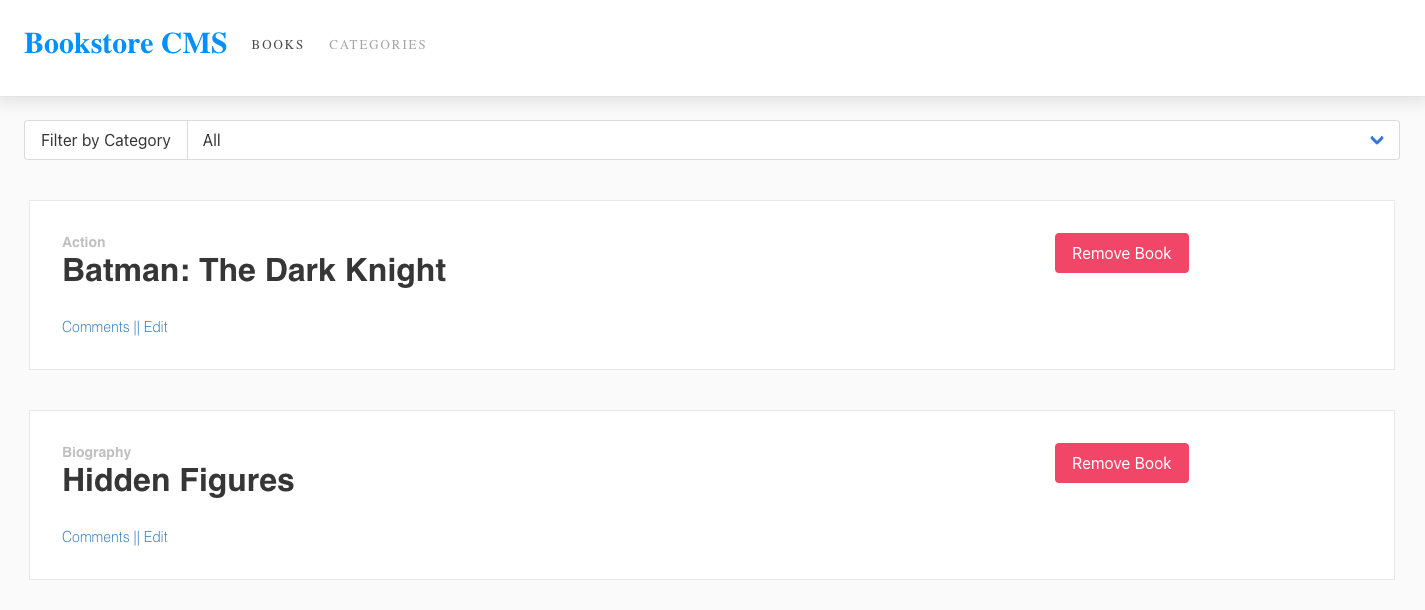 Bookstore CMS BOOKS CATEGORIES
Filter by Category All
Action
Batman: The Dark Knight
Remove Book
Comments || Edit
Biography
Hidden Figures
Remove Book
Comments || Edit